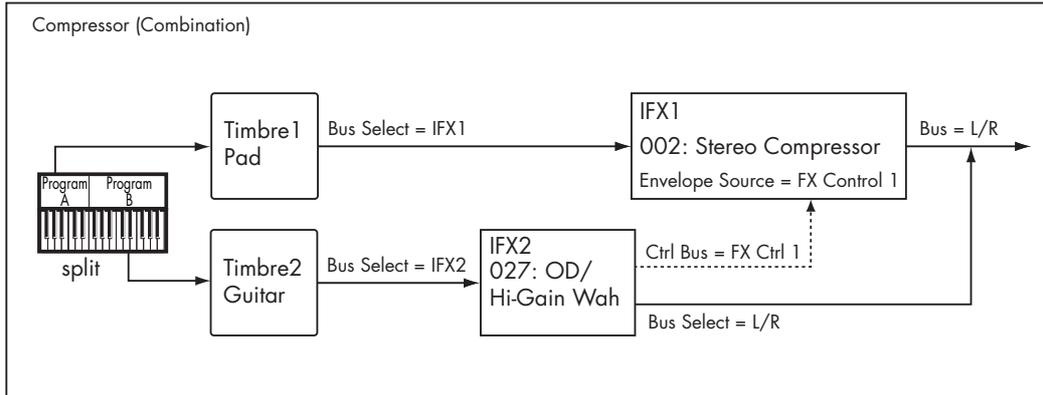 Compressor (Combination)
Timbre1
Pad
Bus Select = IFX1
IFX1
002: Stereo Compressor
Envelope Source = FX Control 1
Bus = L/R
Program
A
Program
B
split
Timbre2
Guitar
Bus Select = IFX2
IFX2
027: OD/
Hi-Gain Wah
Ctrl Bus = FX Ctrl 1
Bus Select = L/R